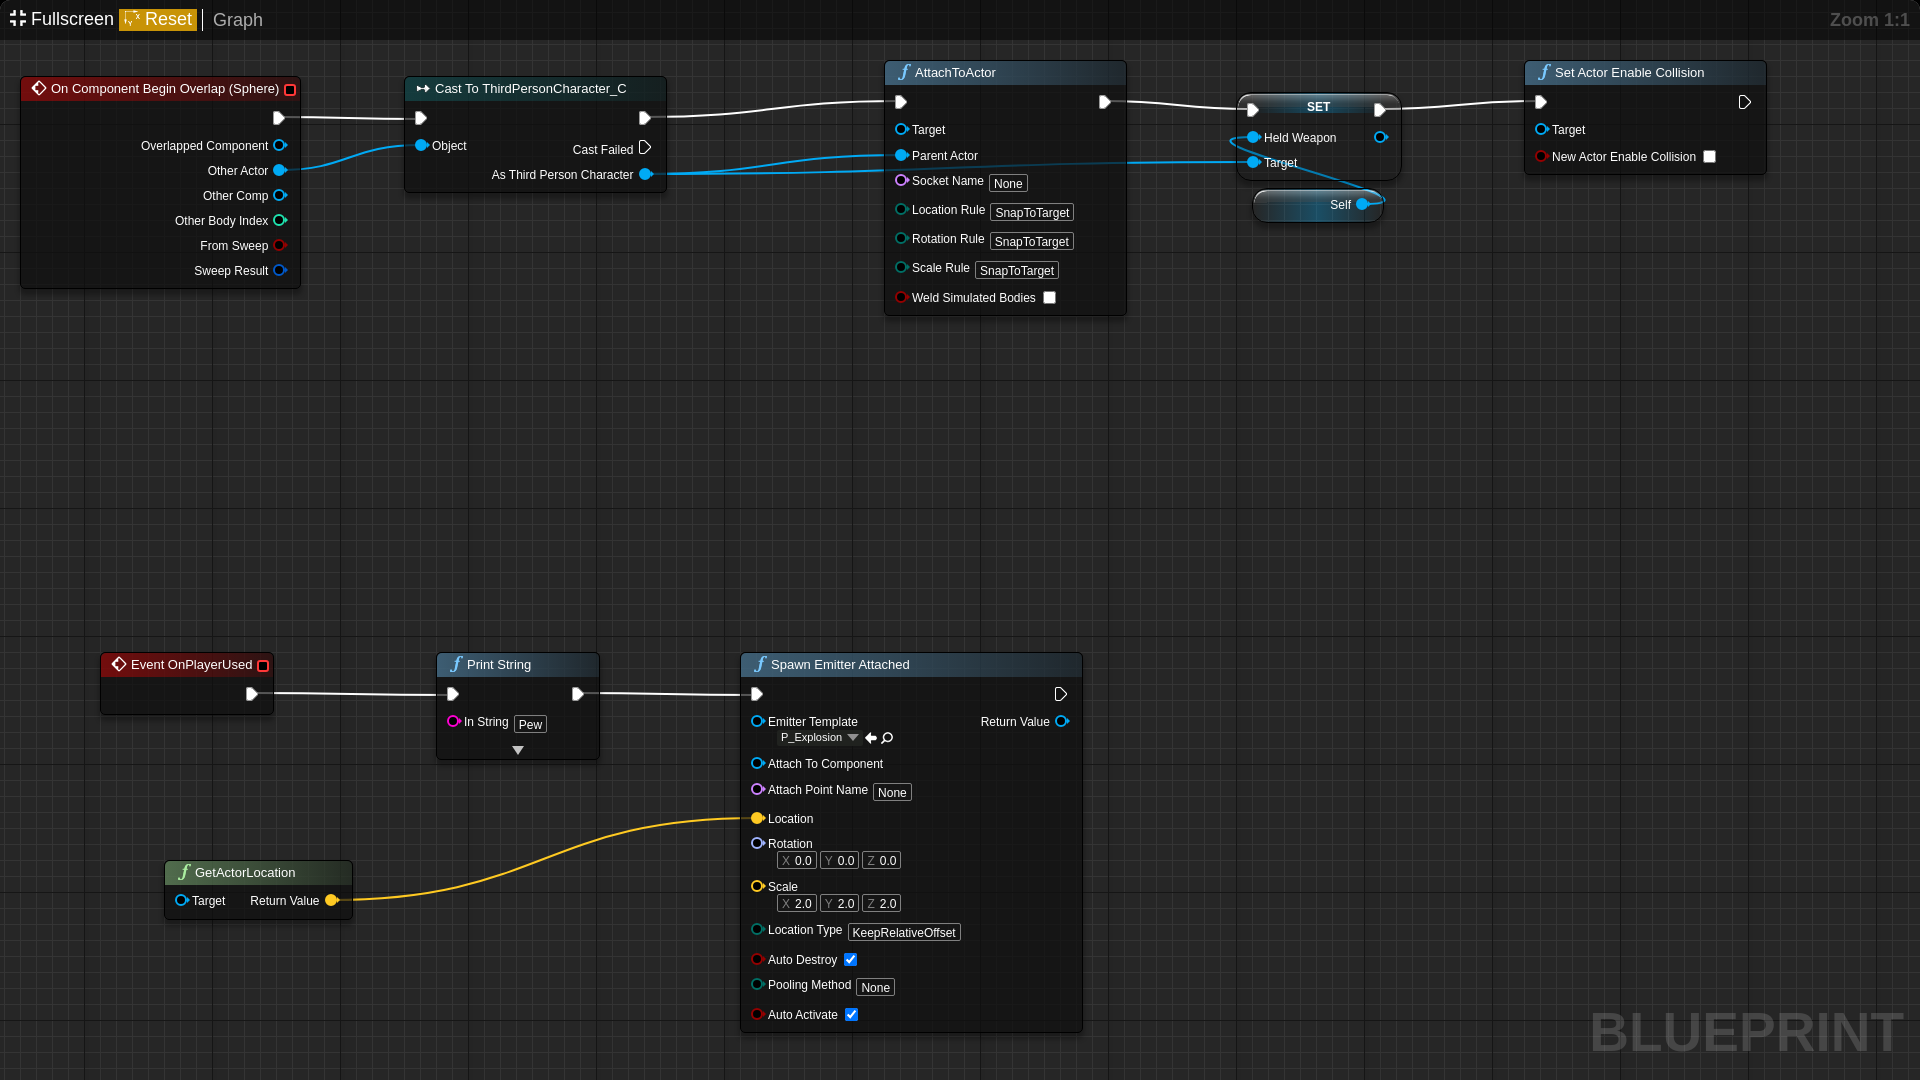 Fullscreen Reset Graph Zoom 1:1
On Component Begin Overlap (Sphere)
Overlapped Component
Other Actor
Other Comp
Other Body Index
From Sweep
Sweep Result
Cast To ThirdPersonCharacter_C
Object
Cast Failed
As Third Person Character
AttachToActor
Target
Parent Actor
Socket Name None
Location Rule SnapToTarget
Rotation Rule SnapToTarget
Scale Rule SnapToTarget
Weld Simulated Bodies
SET
Held Weapon
Target
Self
Set Actor Enable Collision
Target
New Actor Enable Collision
Event OnPlayerUsed
Print String
In String Pew
GetActorLocation
Target Return Value
Spawn Emitter Attached
Emitter Template Return Value
P_Explosion
Attach To Component
Attach Point Name None
Location
Rotation
X 0.0 Y 0.0 Z 0.0
Scale
X 2.0 Y 2.0 Z 2.0
Location Type KeepRelativeOffset
Auto Destroy
Pooling Method None
Auto Activate
BLUEPRINT